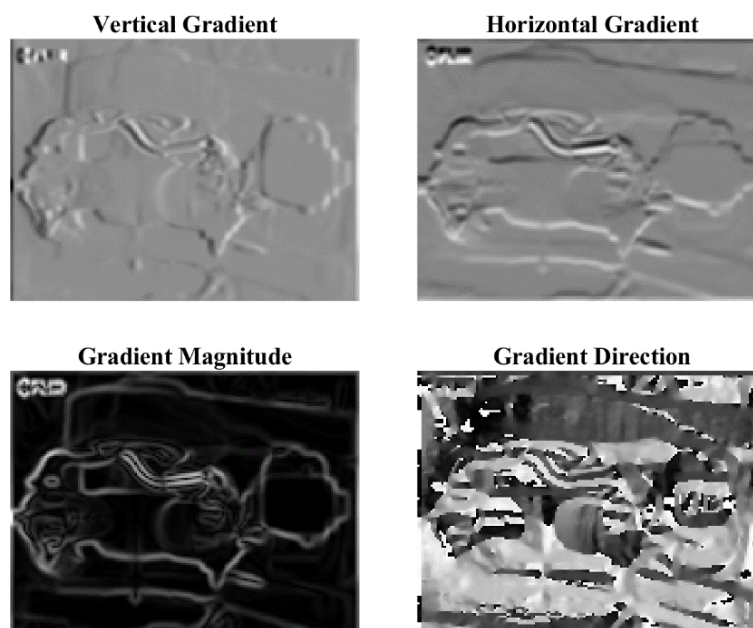 Vertical Gradient
Horizontal Gradient
Gradient Magnitude
Gradient Direction